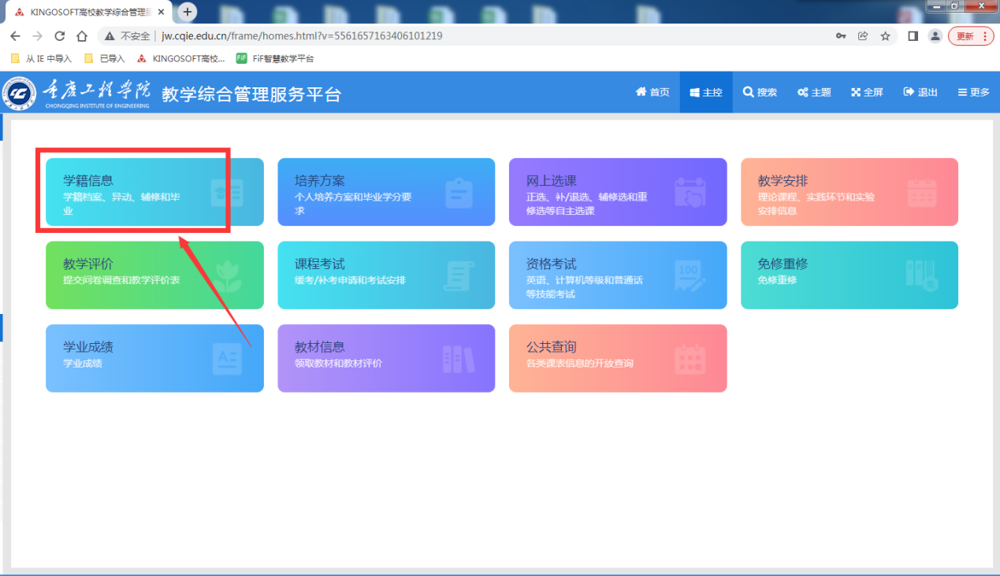 KINGOSOFT高校教学综合管理
不安全 | jw.cqie.edu.cn/frame/homes.html?v=5561657163406101219
更新
从 IE 中导入
已导入
KINGOSOFT高校...
FiF智慧教学平台
重庆工程学院
CHONGQING INSTITUTE OF ENGINEERING
教学综合管理服务平台
首页
主控
搜索
主题
全屏
退出
更多
学籍信息
学籍档案、异动、辅修和毕
业
培养方案
个人培养方案和毕业学分要
求
网上选课
正选、补/退选、辅修选和重
修选等自主选课
教学安排
理论课程、实践环节和实验
安排信息
教学评价
提交问卷调查和教学评价表
课程考试
缓考/补考申请和考试安排
资格考试
英语、计算机等级和普通话
等技能考试
100
免修重修
免修重修
学业成绩
学业成绩
教材信息
领取教材和教材评价
公共查询
各类课表信息的开放查询